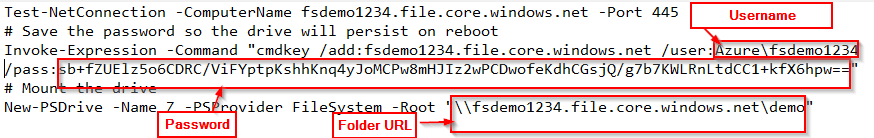 Test-NetConnection -ComputerName fsdemo1234.file.core.windows.net -Port 445
Username
# Save the password so the drive will persist on reboot
Invoke-Expression -Command "cmdkey /add:fsdemo1234.file.core.windows.net /user:Azure\fsdemo1234
/pass:sb+fZUElz5o6CDRC/ViFYptpKshhKnq4yJoMCPw8mHJIz2wPCDwofeKdhCGsjQ/g7b7KWLRnLtdCC1+kfX6hpw=="
# Mount the drive
New-PSDrive -Name Z -PSProvider FileSystem -Root "\\fsdemo1234.file.core.windows.net\demo"
Password
Folder URL